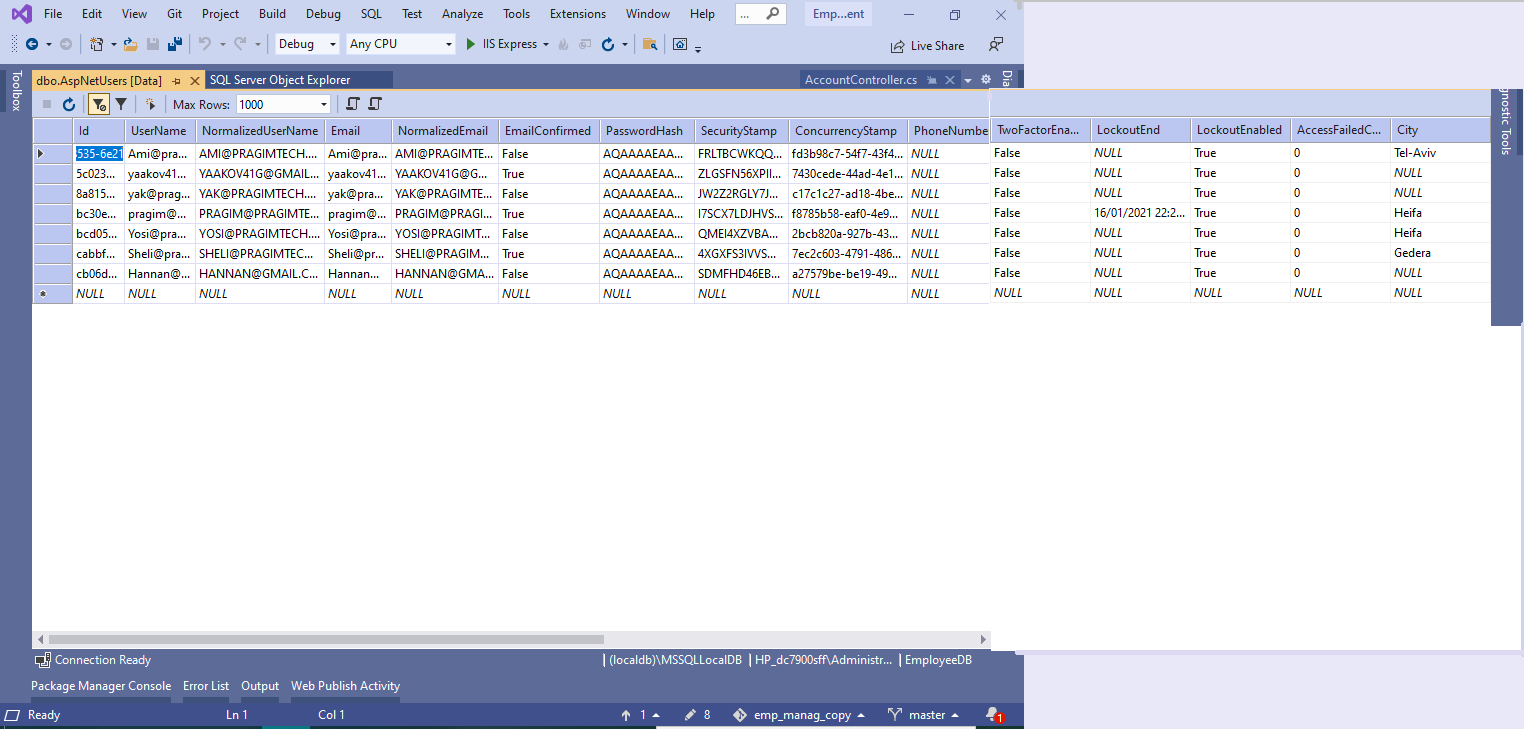 File Edit View Git Project Build Debug SQL Test Analyze Tools Extensions Window Help ... Emp...ent
Debug Any CPU IIS Express Live Share
Toolbox
dbo.AspNetUsers [Data] SQL Server Object Explorer AccountController.cs
Dia
gnostic Tools
Max Rows: 1000
Id UserName NormalizedUserName Email NormalizedEmail EmailConfirmed PasswordHash SecurityStamp ConcurrencyStamp PhoneNumbe TwoFactorEna... LockoutEnd LockoutEnabled AccessFailedC... City
535-6e21 Ami@pra... AMI@PRAGIMTECH.... Ami@pra... AMI@PRAGIMTE... False AQAAAAEAA... FRLTBCWKQQ... fd3b98c7-54f7-43f4... NULL False NULL True 0 Tel-Aviv
5c023... yaakov41... YAAKOV41G@GMAIL... yaakov41... YAAKOV41G@G... True AQAAAAEAA... ZLGSFN56XPII... 7430cede-44ad-4e1... NULL False NULL True 0 NULL
8a815... yak@prag... YAK@PRAGIMTECH.... yak@prag... YAK@PRAGIMTE... False AQAAAAEAA... JW2Z2RGLY7J... c17c1c27-ad18-4be... NULL False NULL True 0 NULL
bc30e... pragim@... PRAGIM@PRAGIMTE... pragim@... PRAGIM@PRAGI... True AQAAAAEAA... I7SCX7LDJHVS... f8785b58-eaf0-4e9... NULL False 16/01/2021 22:2... True 0 Heifa
bcd05... Yosi@pra... YOSI@PRAGIMTECH.... Yosi@pra... YOSI@PRAGIMT... False AQAAAAEAA... QMEI4XZVBA... 2bcb820a-927b-43... NULL False NULL True 0 Heifa
cabbf... Sheli@pra... SHELI@PRAGIMTEC... Sheli@pr... SHELI@PRAGIM... True AQAAAAEAA... 4XGXFS3IVVS... 7ec2c603-4791-486... NULL False NULL True 0 Gedera
cb06d... Hannan@... HANNAN@GMAIL.C... Hannan... HANNAN@GMA... False AQAAAAEAA... SDMFHD46EB... a27579be-be19-49... NULL False NULL True 0 NULL
NULL NULL NULL NULL NULL NULL NULL NULL NULL NULL NULL NULL NULL NULL NULL
Connection Ready (localdb)\MSSQLLocalDB HP_dc7900sff\Administr... EmployeeDB
Package Manager Console Error List Output Web Publish Activity
Ready Ln 1 Col 1 1 8 emp_manag_copy master 1